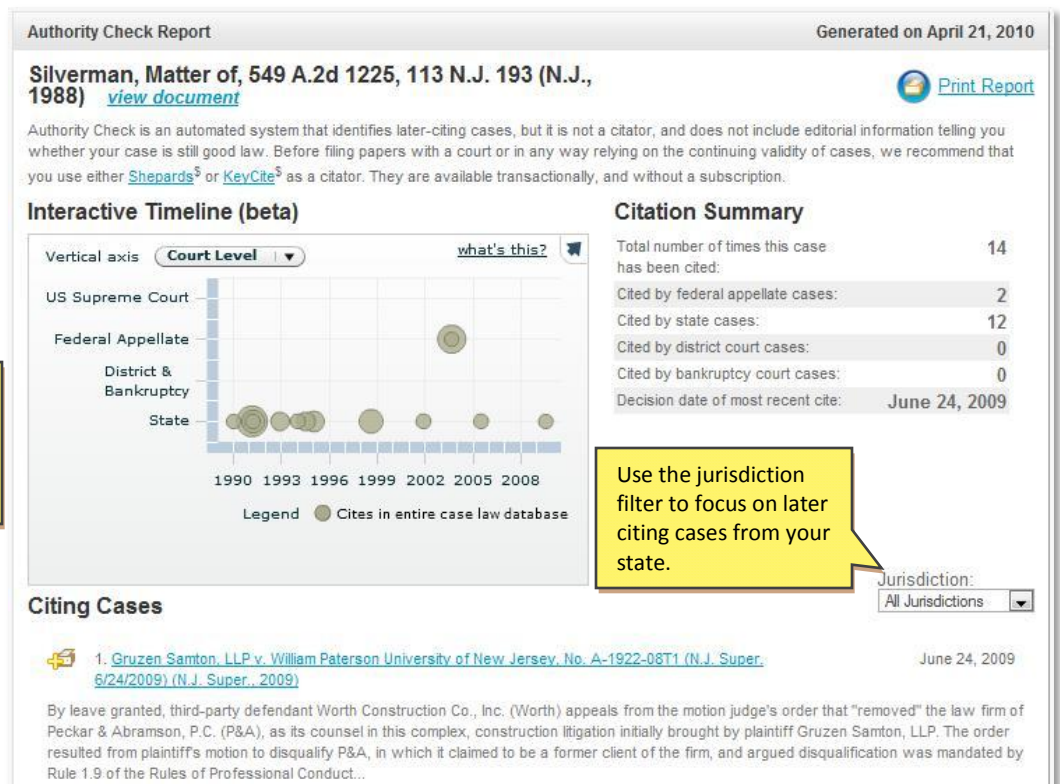 Authority Check Report Generated on April 21, 2010
Silverman, Matter of, 549 A.2d 1225, 113 N.J. 193 (N.J.,
1988) view document
Print Report
Authority Check is an automated system that identifies later-citing cases, but it is not a citator, and does not include editorial information telling you
whether your case is still good law. Before filing papers with a court or in any way relying on the continuing validity of cases, we recommend that
you use either Shepards$ or KeyCite$ as a citator. They are available transactionally, and without a subscription.
Interactive Timeline (beta)
Vertical axis Court Level what's this?
US Supreme Court
Federal Appellate
District &
Bankruptcy
State
1990 1993 1996 1999 2002 2005 2008
Legend Cites in entire case law database
Citation Summary
Total number of times this case 14
has been cited:
Cited by federal appellate cases: 2
Cited by state cases: 12
Cited by district court cases: 0
Cited by bankruptcy court cases: 0
Decision date of most recent cite: June 24, 2009
Use the jurisdiction
filter to focus on later
citing cases from your
state.
Jurisdiction:
All Jurisdictions
Citing Cases
1. Gruzen Samton, LLP v. William Paterson University of New Jersey, No. A-1922-08T1 (N.J. Super. June 24, 2009
6/24/2009) (N.J. Super., 2009)
By leave granted, third-party defendant Worth Construction Co., Inc. (Worth) appeals from the motion judge's order that "removed" the law firm of
Peckar & Abramson, P.C. (P&A), as its counsel in this complex, construction litigation initially brought by plaintiff Gruzen Samton, LLP. The order
resulted from plaintiff's motion to disqualify P&A, in which it claimed to be a former client of the firm, and argued disqualification was mandated by
Rule 1.9 of the Rules of Professional Conduct...